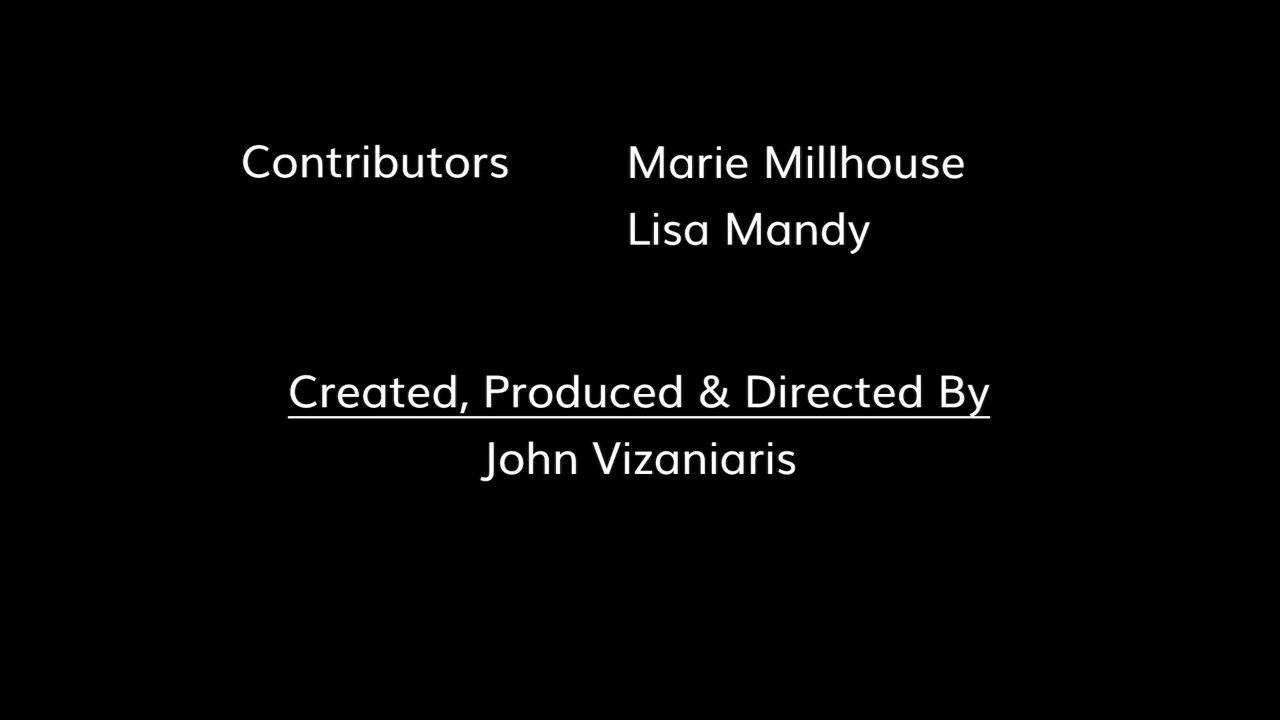 Contributors Marie Millhouse
Lisa Mandy
Created, Produced & Directed By
John Vizaniaris